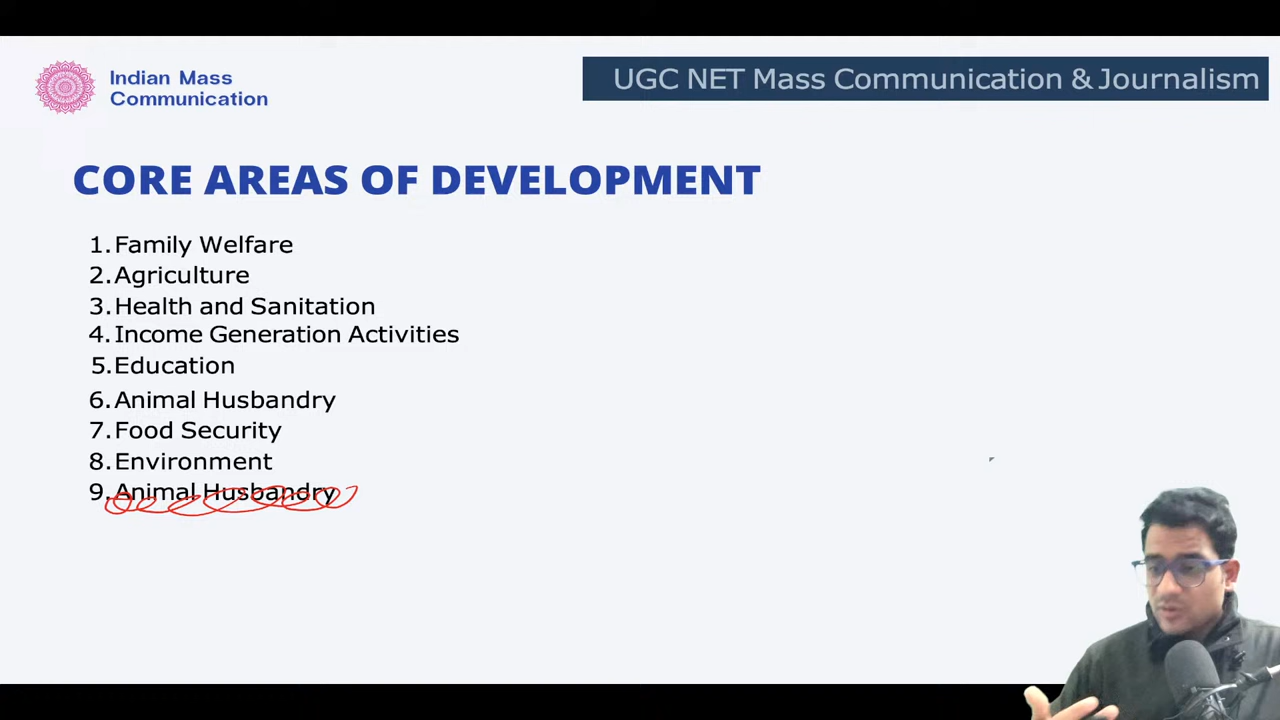 Indian Mass
Communication
UGC NET Mass Communication & Journalism
CORE AREAS OF DEVELOPMENT
1. Family Welfare
2. Agriculture
3. Health and Sanitation
4. Income Generation Activities
5. Education
6. Animal Husbandry
7. Food Security
8. Environment
9. Animal Husbandry